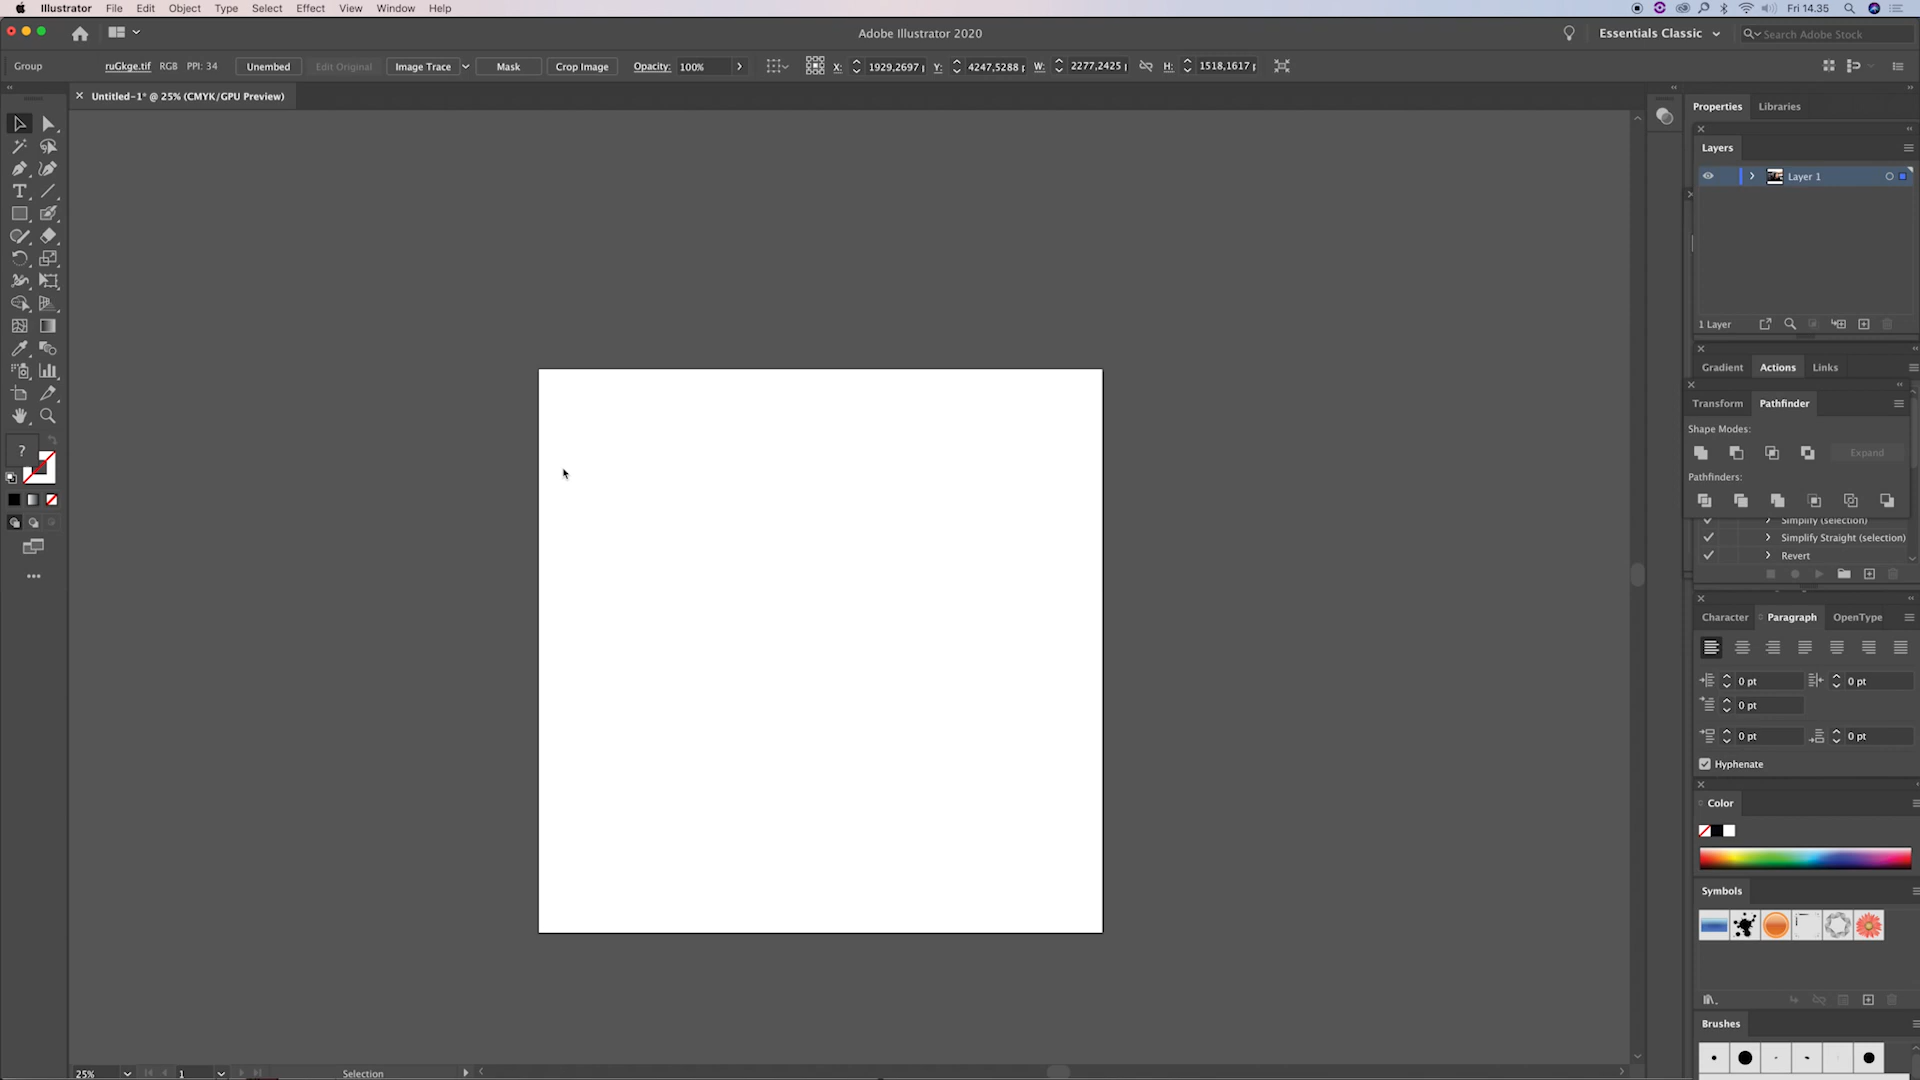 Illustrator File Edit Object Type Select Effect View Window Help Fri 14.35
Adobe Illustrator 2020 Essentials Classic Search Adobe Stock
Group ruGkge.tif RGB PPI: 34 Unembed Edit Original Image Trace Mask Crop Image Opacity: 100% X: 1929,2697 Y: 4247,5288 W: 2277,2425 H: 1518,1617
Untitled-1* @ 25% (CMYK/GPU Preview)
Properties Libraries
Layers
Layer 1
1 Layer
Gradient Actions Links
Transform Pathfinder
Shape Modes:
Expand
Pathfinders:
Simplify (selection)
Simplify Straight (selection)
Revert
Character Paragraph OpenType
0 pt 0 pt
0 pt
0 pt 0 pt
Hyphenate
Color
Symbols
Brushes
?
25% 1 Selection